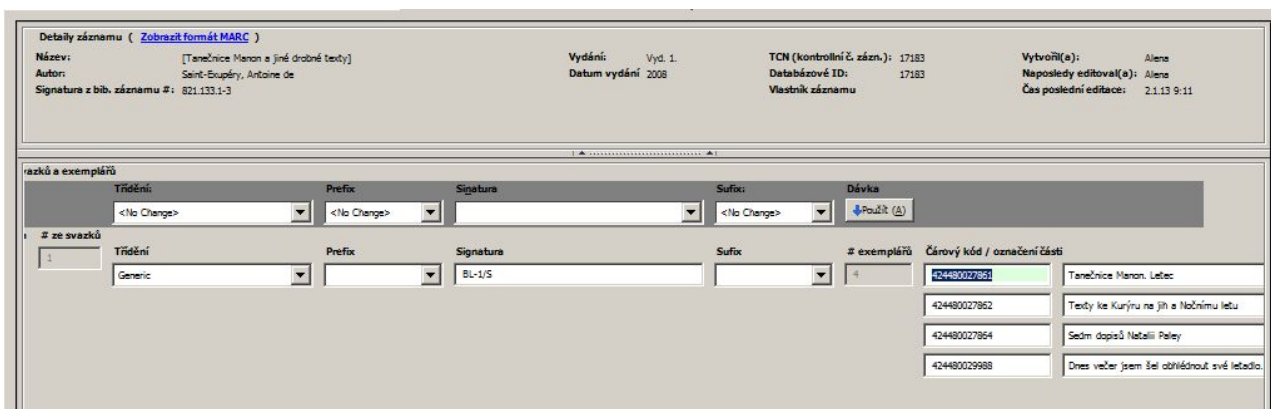 Detaily záznamu ( Zobrazit formát MARC )
Název: [Tanečnice Manon a jiné drobné texty] Vydání: Vyd. 1. TCN (kontrolní č. zázn.): 17183 Vytvořil(a): Alena
Autor: Saint-Exupéry, Antoine de Datum vydání 2008 Databázové ID: 17183 Naposledy editoval(a): Alena
Signatura z bib. záznamu #: 821.133.1-3 Vlastník záznamu Čas poslední editace: 2.1.13 9:11
vazků a exemplářů
Třídění: Prefix Signatura Sufix: Dávka
<No Change> <No Change> <No Change> Použít (A)
# ze svazků Třídění Prefix Signatura Sufix # exemplářů Čárový kód / označení části
1 Generic BL-1/S 4 424480027861 Tanečnice Manon. Letec
424480027862 Texty ke Kurýru na jih a Nočnímu letu
424480027864 Sedm dopisů Natalii Paley
424480029988 Dnes večer jsem šel obhlédnout své letadlo.